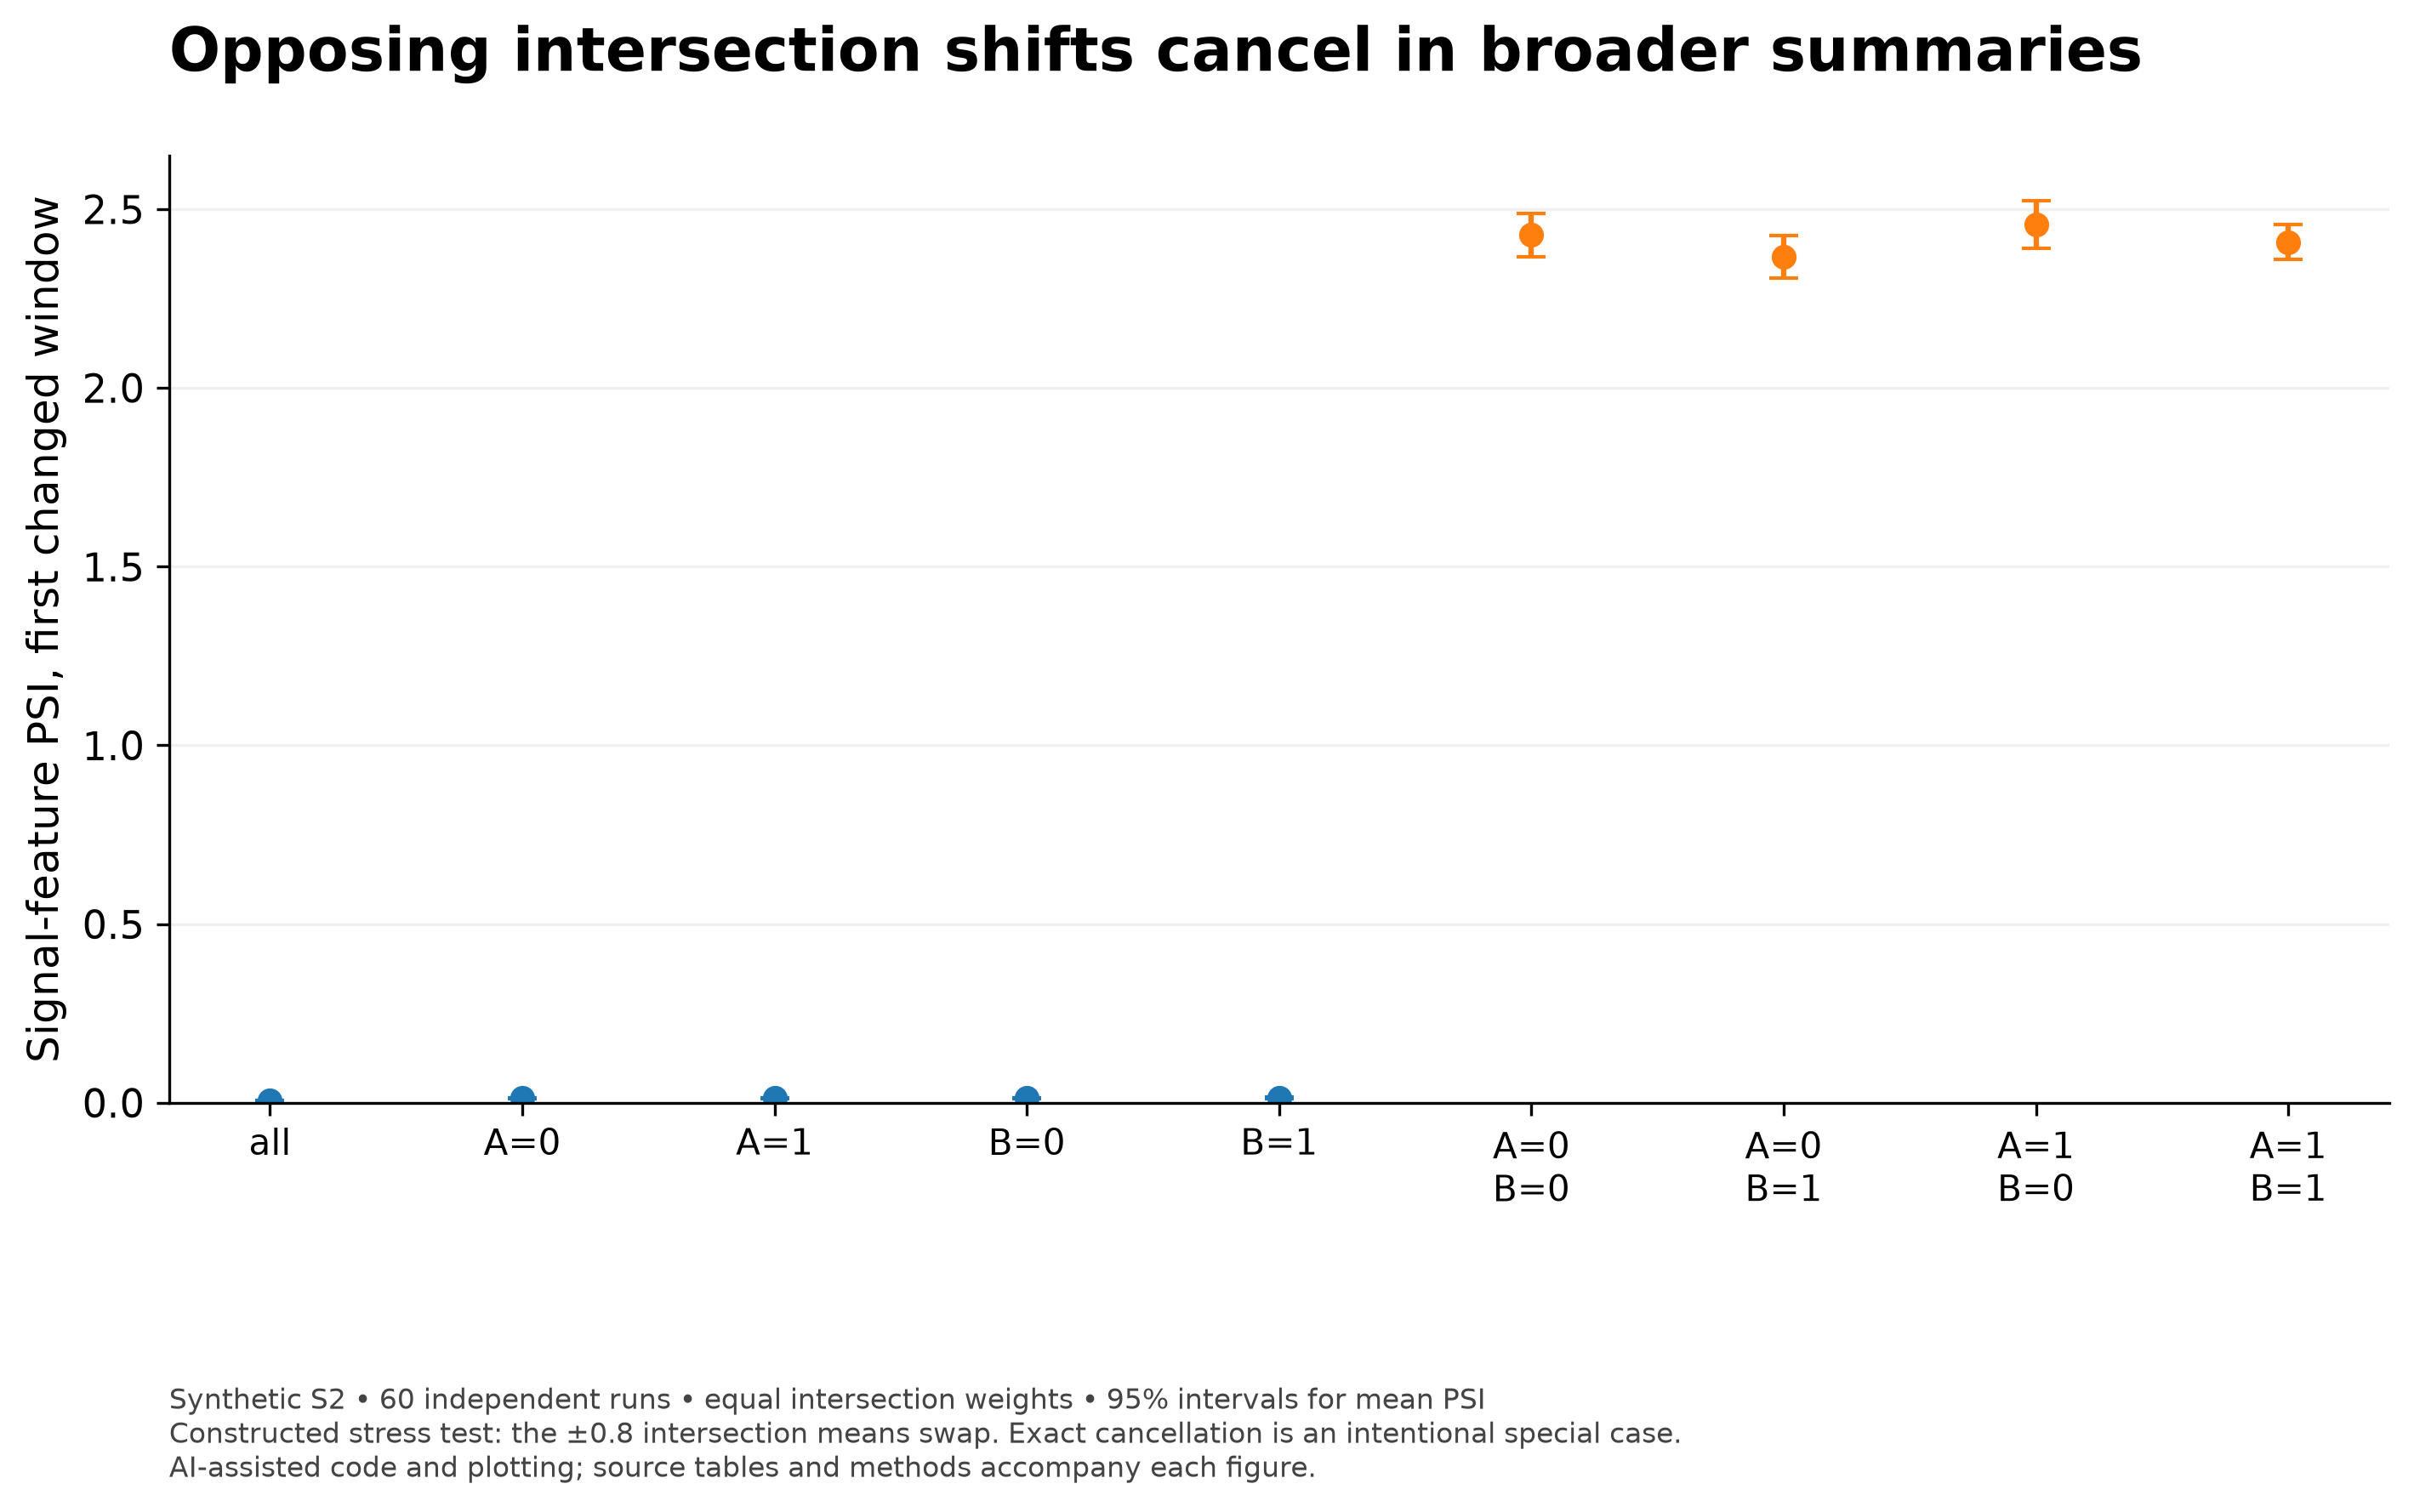 Opposing intersection shifts cancel in broader summaries
Signal-feature PSI, first changed window
2.5
2.0
1.5
1.0
0.5
0.0
all
A=0
A=1
B=0
B=1
A=0
B=0
A=0
B=1
A=1
B=0
A=1
B=1
Synthetic S2 • 60 independent runs • equal intersection weights • 95% intervals for mean PSI
Constructed stress test: the ±0.8 intersection means swap. Exact cancellation is an intentional special case.
AI-assisted code and plotting; source tables and methods accompany each figure.